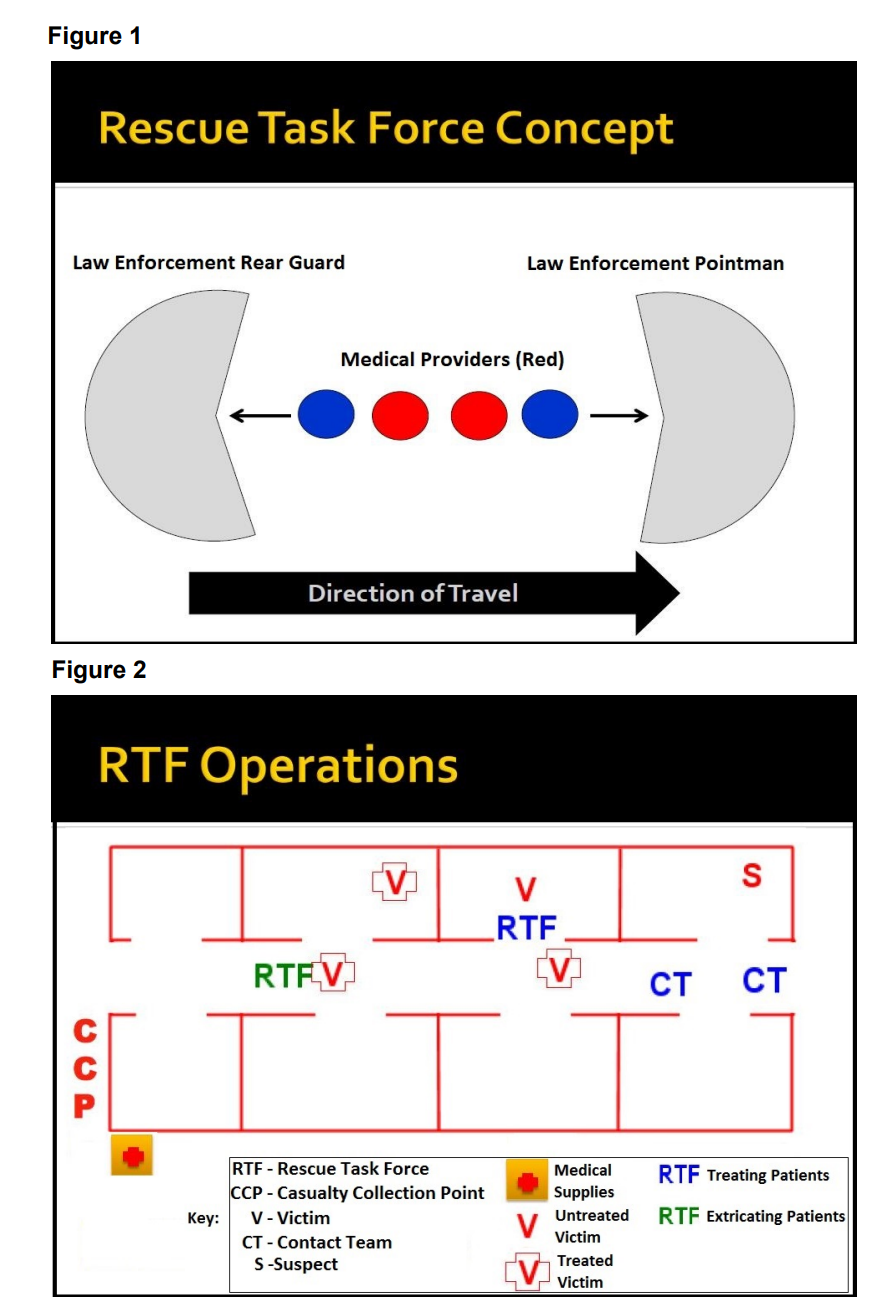 Figure 1
Rescue Task Force Concept
Law Enforcement Rear Guard
Law Enforcement Pointman
Medical Providers (Red)
Direction of Travel
Figure 2
RTF Operations
V
V
S
RTF
RTF V
V
CT
CT
C
C
P
Key:
RTF - Rescue Task Force
CCP - Casualty Collection Point
V - Victim
CT - Contact Team
S -Suspect
Medical
Supplies
V Untreated
Victim
V Treated
Victim
RTF Treating Patients
RTF Extricating Patients